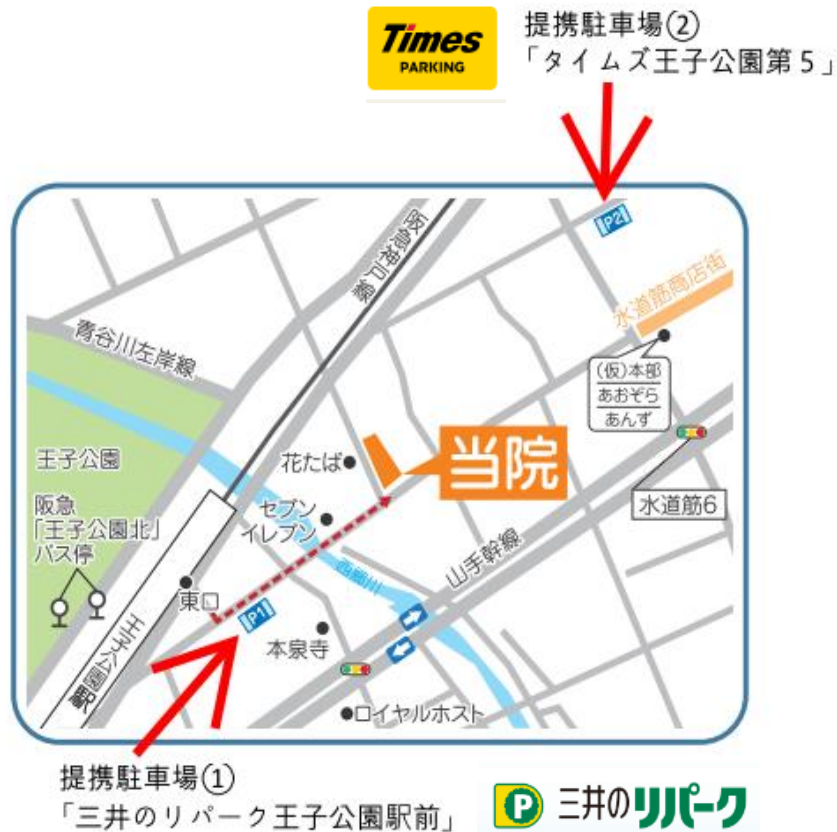 Times
PARKING
提携駐車場②
「タイムズ王子公園第5」
P2
阪急神戸線
水道筋商店街
青谷川左岸線
(仮)本部
あおぞら
あんず
王子公園
花たば
当院
水道筋6
阪急
「王子公園北」
バス停
セブン
イレブン
山手幹線
西郷川
東口
P1
本泉寺
王子公園駅
ロイヤルホスト
提携駐車場①
「三井のリパーク王子公園駅前」
P 三井のリパーク